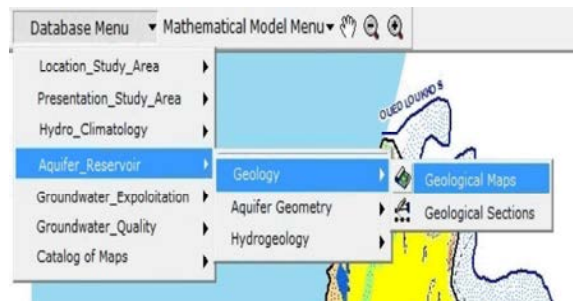 Database Menu Mathematical Model Menu
Location_Study_Area
Presentation_Study_Area
Hydro_Climatology
Aquifer_Reservoir
Groundwater_Expoloitation
Groundwater_Quality
Catalog of Maps
Geology
Aquifer Geometry
Hydrogeology
Geological Maps
Geological Sections
OUED LOUKKOS